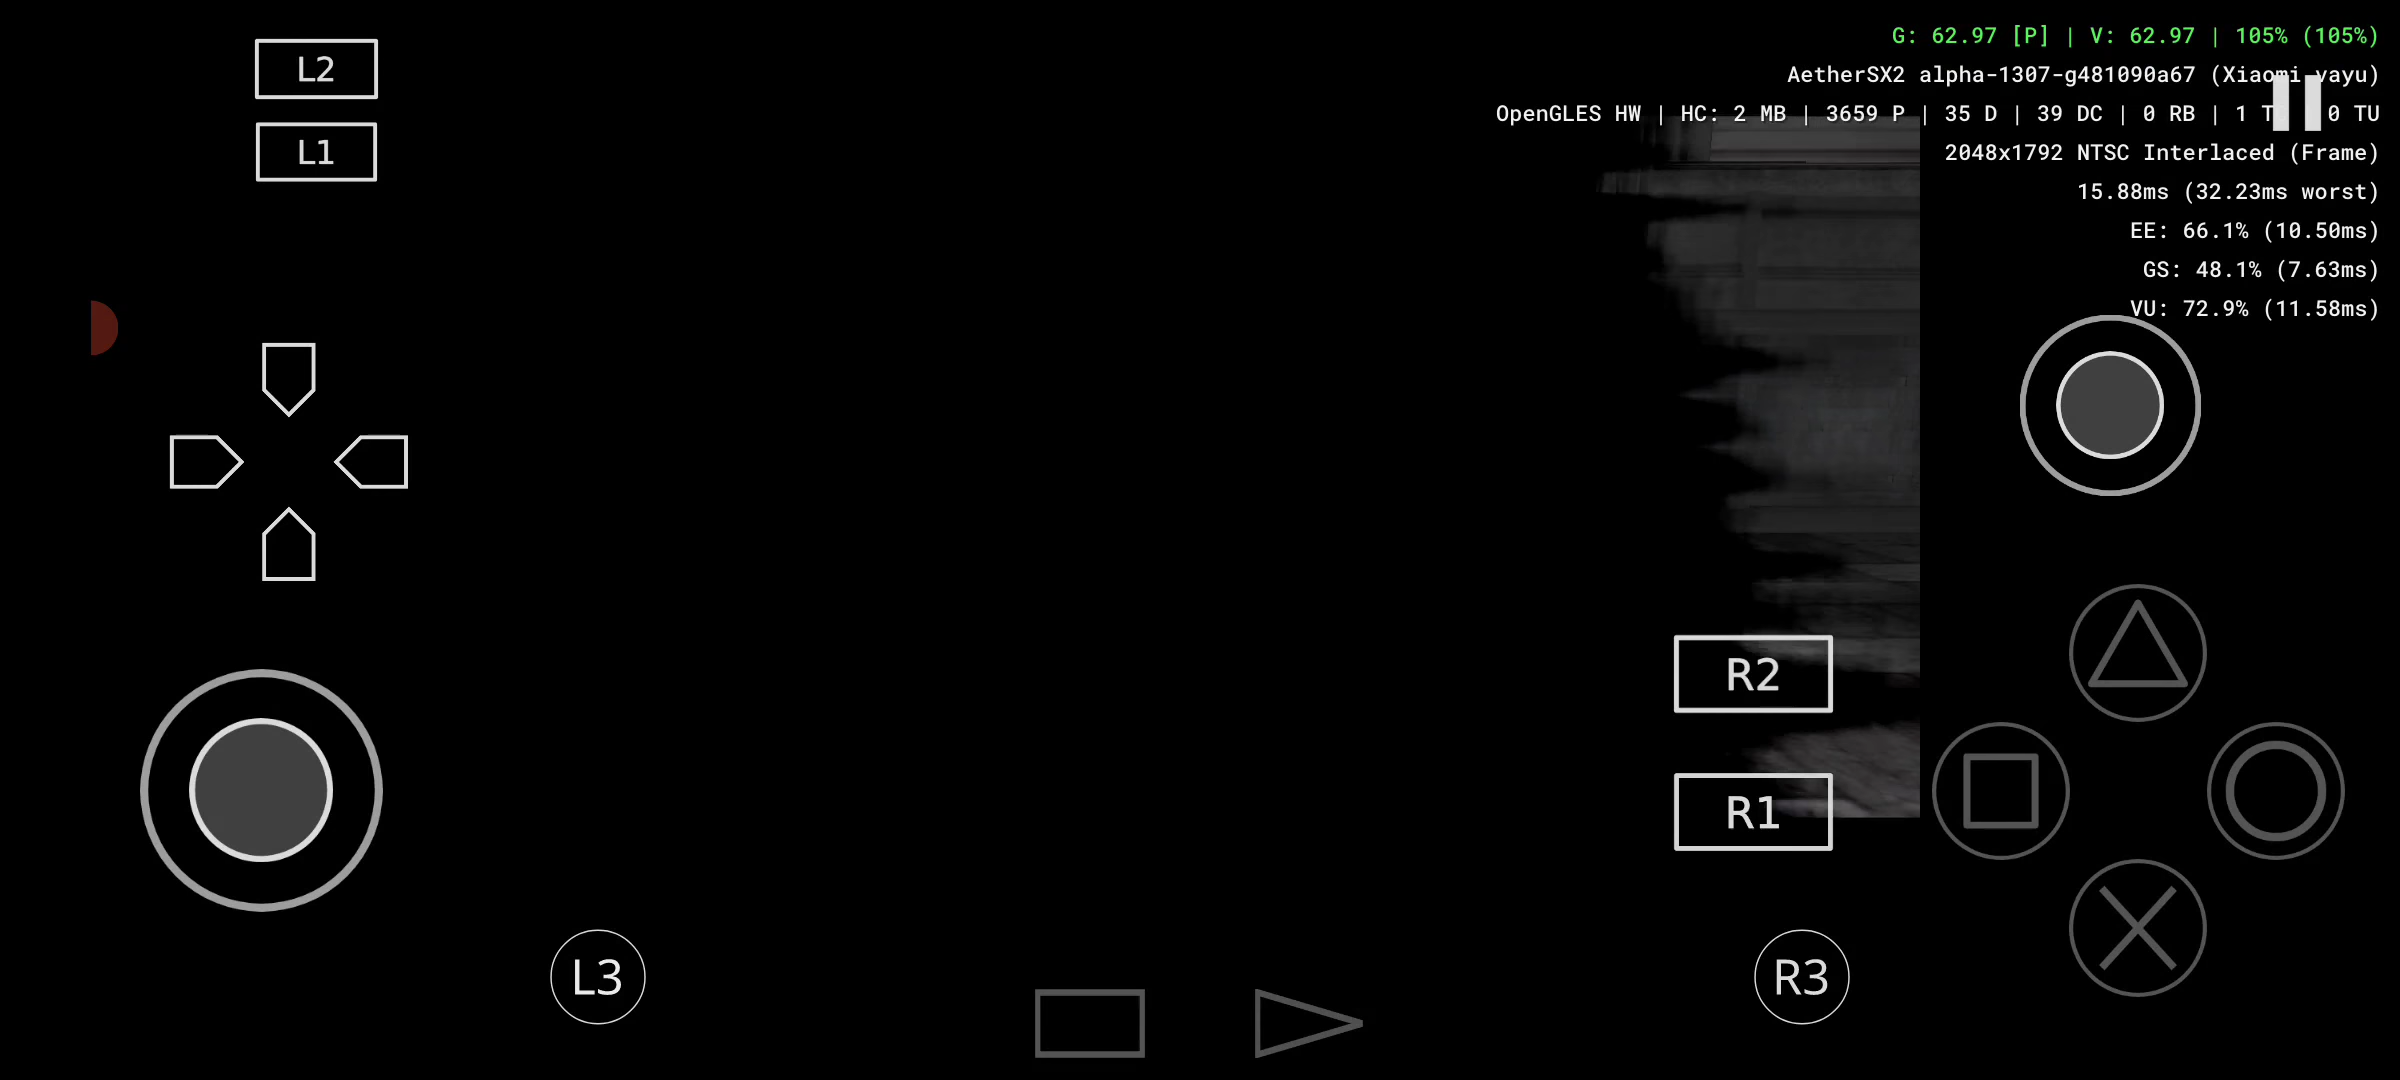 G: 62.97 [P] | V: 62.97 | 105% (105%)
L2
AetherSX2 alpha-1307-g481090a67 (Xiaomi vayu)
OpenGLES HW | HC: 2 MB | 3659 P | 35 D | 39 DC | 0 RB | 1 0 TU
L1
2048x1792 NTSC Interlaced (Frame)
15.88ms (32.23ms worst)
EE: 66.1% (10.50ms)
GS: 48.1% (7.63ms)
VU: 72.9% (11.58ms)
R2
R1
L3
R3